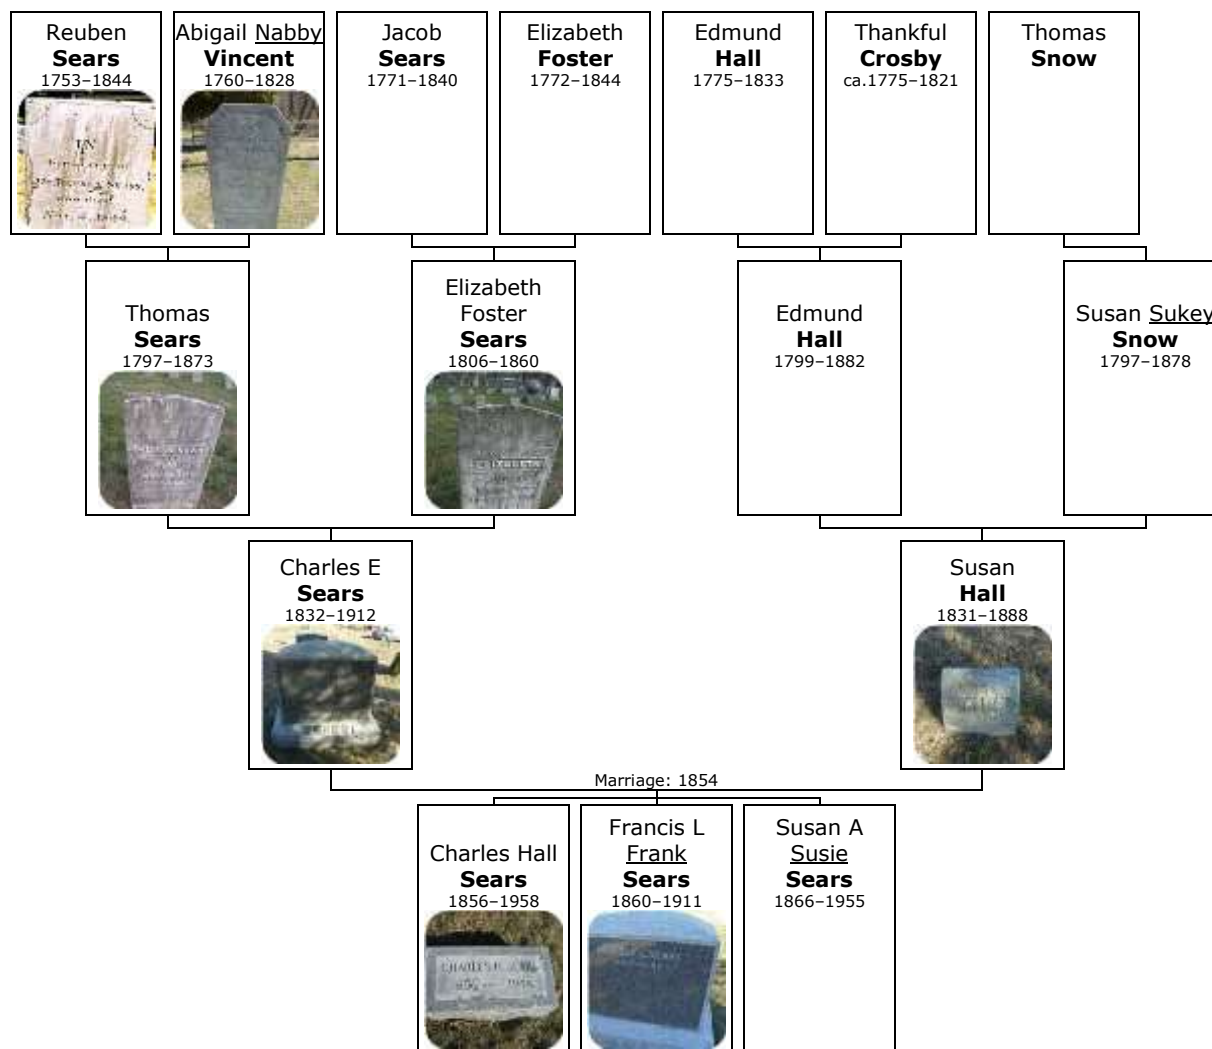 Reuben
Sears
1753–1844
Abigail Nabby
Vincent
1760–1828
Jacob
Sears
1771–1840
Elizabeth
Foster
1772–1844
Edmund
Hall
1775–1833
Thankful
Crosby
ca.1775–1821
Thomas
Snow
IN
Thomas
Sears
1797–1873
Elizabeth
Foster
Sears
1806–1860
Edmund
Hall
1799–1882
Susan Sukey
Snow
1797–1878
Charles E
Sears
1832–1912
Susan
Hall
1831–1888
Marriage: 1854
Charles Hall
Sears
1856–1958
Francis L
Frank
Sears
1860–1911
Susan A
Susie
Sears
1866–1955
CHARLES H.